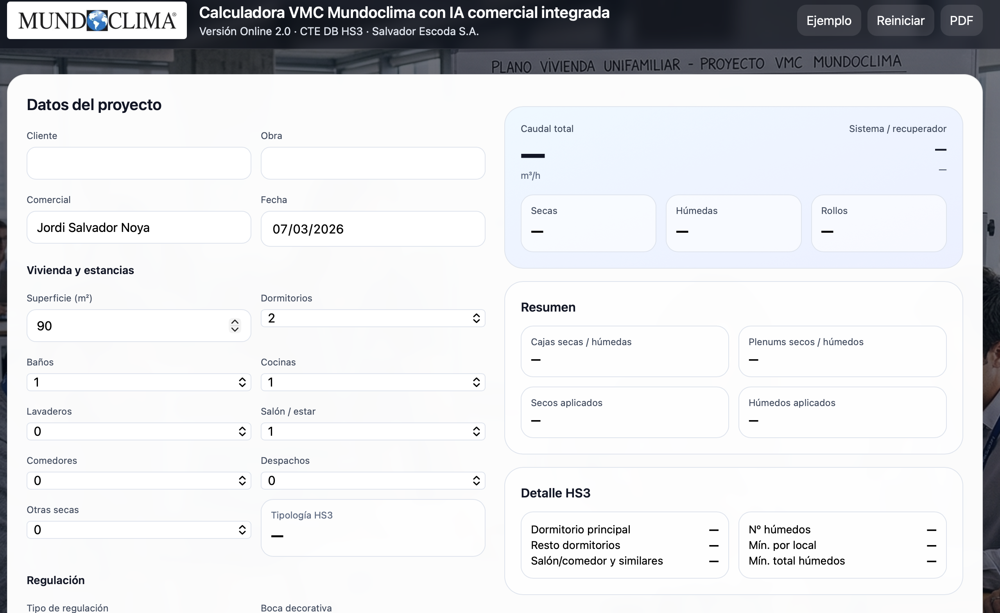 MUNDOCLIMA®
Calculadora VMC Mundoclima con IA comercial integrada
Versión Online 2.0 · CTE DB HS3 · Salvador Escoda S.A.
Ejemplo
Reiniciar
PDF
PLANO VIVIENDA UNIFAMILIAR - PROYECTO VMC MUNDOCLIMA
Datos del proyecto
Cliente
Obra
Comercial
Fecha
Jordi Salvador Noya
07/03/2026
Vivienda y estancias
Superficie (m²)
Dormitorios
90
2
Baños
Cocinas
1
1
Lavaderos
Salón / estar
0
1
Comedores
Despachos
0
0
Otras secas
0
Tipología HS3
—
Regulación
Tipo de regulación
Boca decorativa
Caudal total
Sistema / recuperador
—
—
—
m³/h
Secas
Húmedas
Rollos
—
—
—
Resumen
Cajas secas / húmedas
Plenums secos / húmedos
—
—
Secos aplicados
Húmedos aplicados
—
—
Detalle HS3
Dormitorio principal —
Resto dormitorios —
Salón/comedor y similares —
Nº húmedos —
Mín. por local —
Mín. total húmedos —